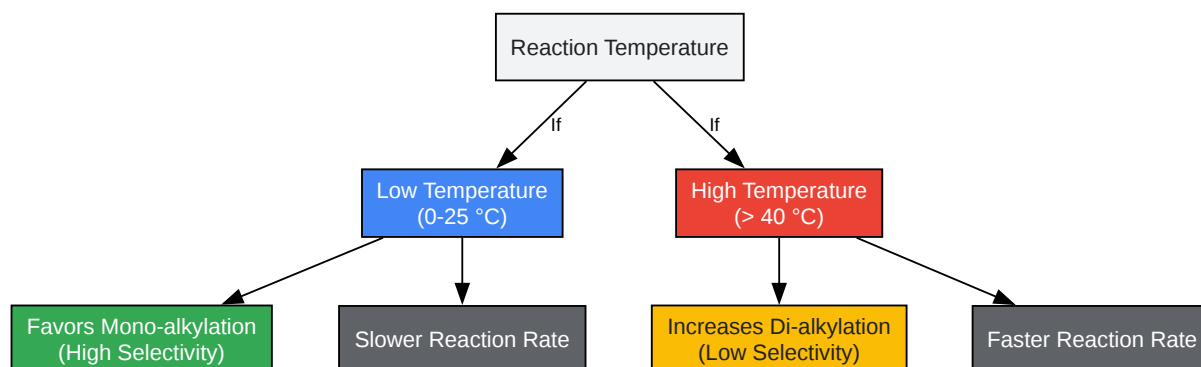 Reaction Temperature
If
If
Low Temperature
(0-25 °C)
High Temperature
(> 40 °C)
Favors Mono-alkylation
(High Selectivity)
Slower Reaction Rate
Increases Di-alkylation
(Low Selectivity)
Faster Reaction Rate